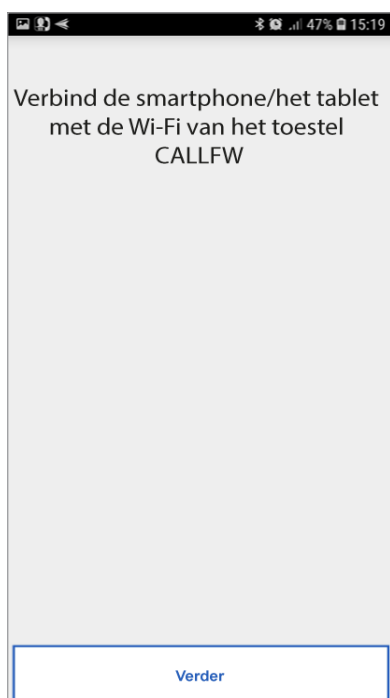 47% 15:19
Verbind de smartphone/het tablet
met de Wi-Fi van het toestel
CALLFW
Verder